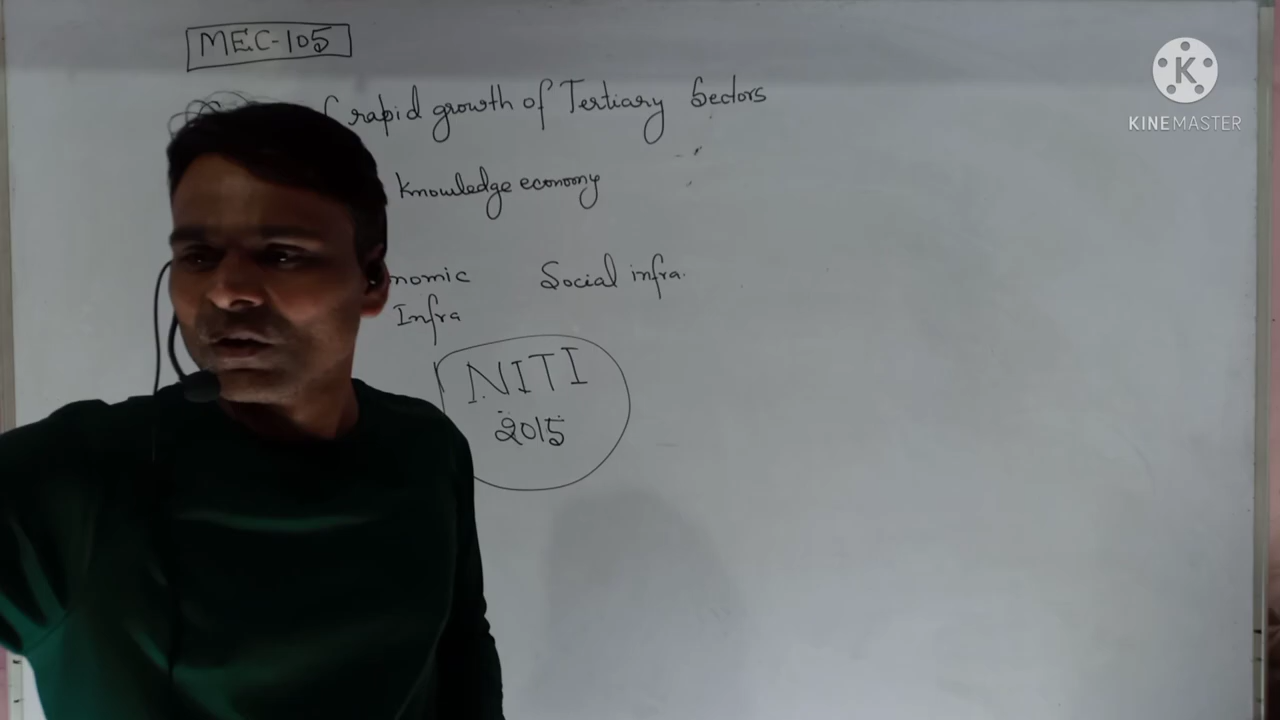 MEC-105
rapid growth of Tertiary Sectors
Knowledge economy
nomic Social infra.
Infra
NITI
2015
K
KINEMASTER